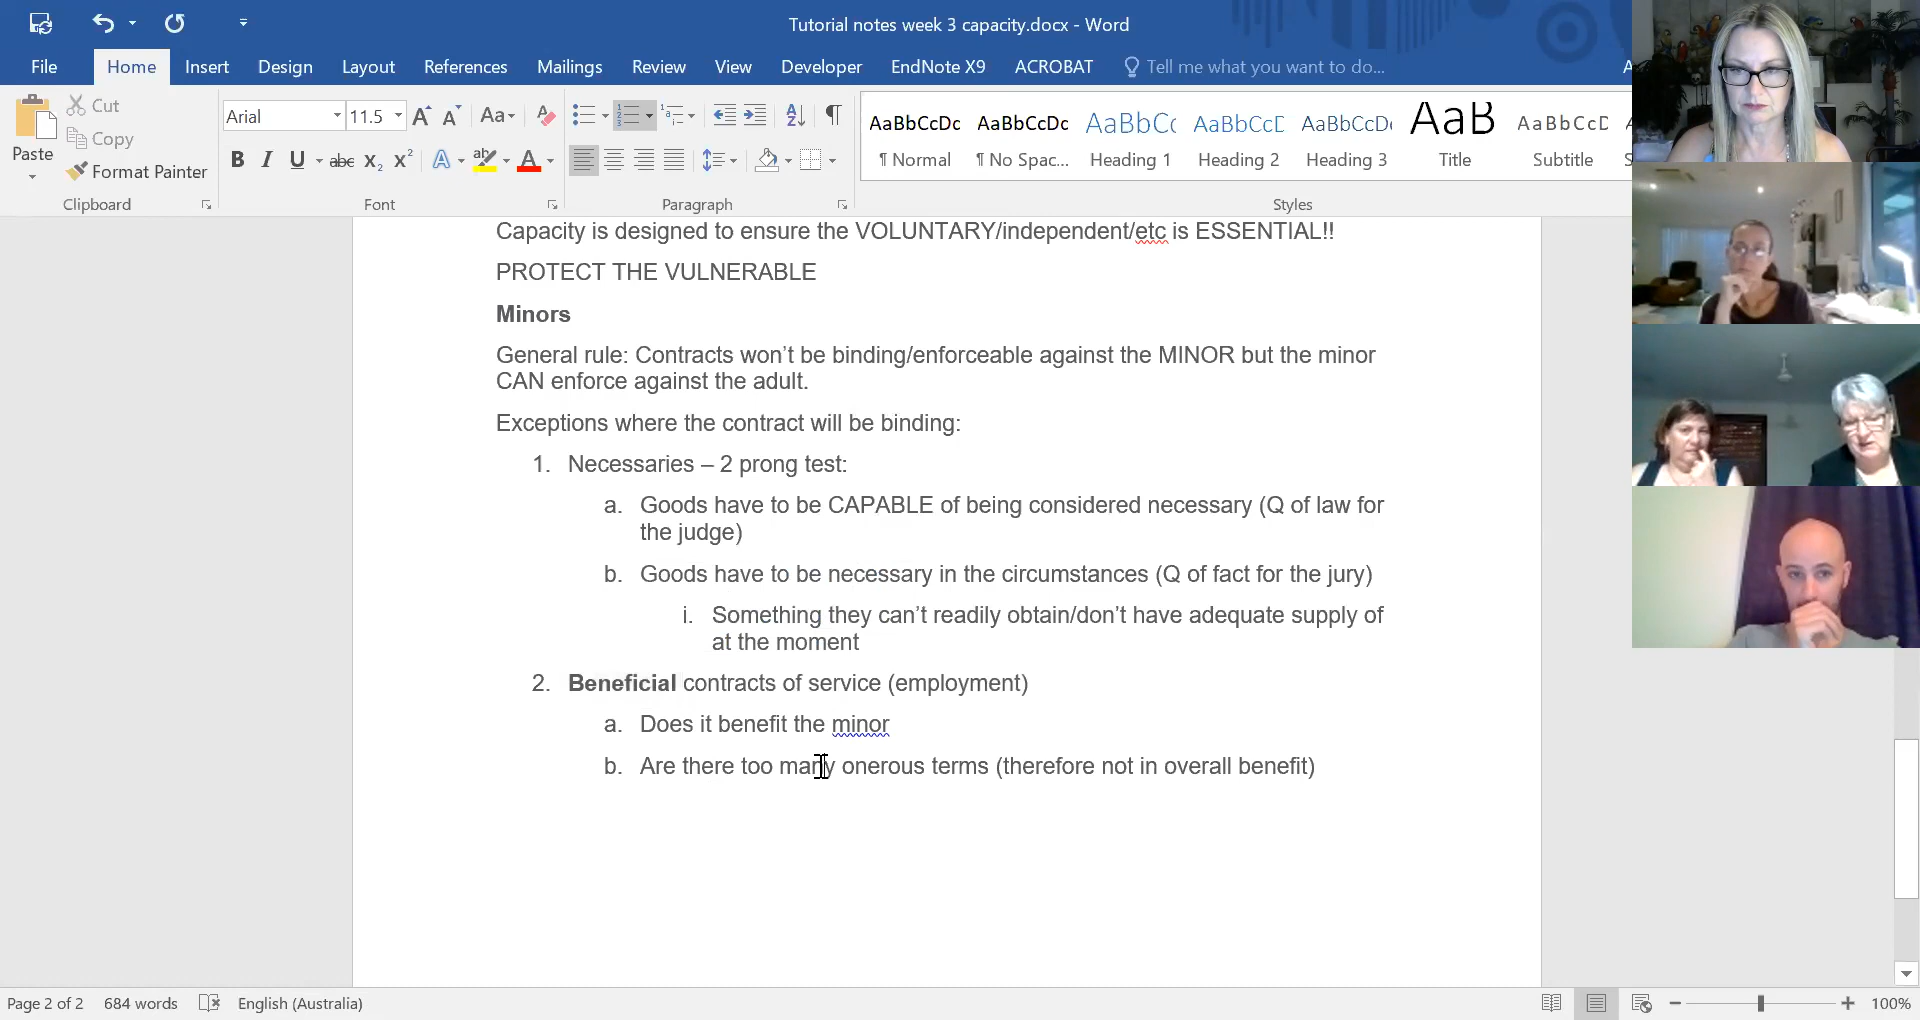 Tutorial notes week 3 capacity.docx - Word
File Home Insert Design Layout References Mailings Review View Developer EndNote X9 ACROBAT Tell me what you want to do...
Paste
Cut
Copy
Format Painter
Clipboard
Arial 11.5
Aa
B I U abc X2 X2 A ab A
Font
Paragraph
AaBbCcDc AaBbCcDc AaBbCc AaBbCcD AaBbCcDc AaB AaBbCcD
¶ Normal ¶ No Spac... Heading 1 Heading 2 Heading 3 Title Subtitle
Styles
Capacity is designed to ensure the VOLUNTARY/independent/etc is ESSENTIAL!!
PROTECT THE VULNERABLE
Minors
General rule: Contracts won’t be binding/enforceable against the MINOR but the minor
CAN enforce against the adult.
Exceptions where the contract will be binding:
1. Necessaries – 2 prong test:
a. Goods have to be CAPABLE of being considered necessary (Q of law for
the judge)
b. Goods have to be necessary in the circumstances (Q of fact for the jury)
i. Something they can’t readily obtain/don’t have adequate supply of
at the moment
2. Beneficial contracts of service (employment)
a. Does it benefit the minor
b. Are there too many onerous terms (therefore not in overall benefit)
Page 2 of 2 684 words English (Australia) 100%